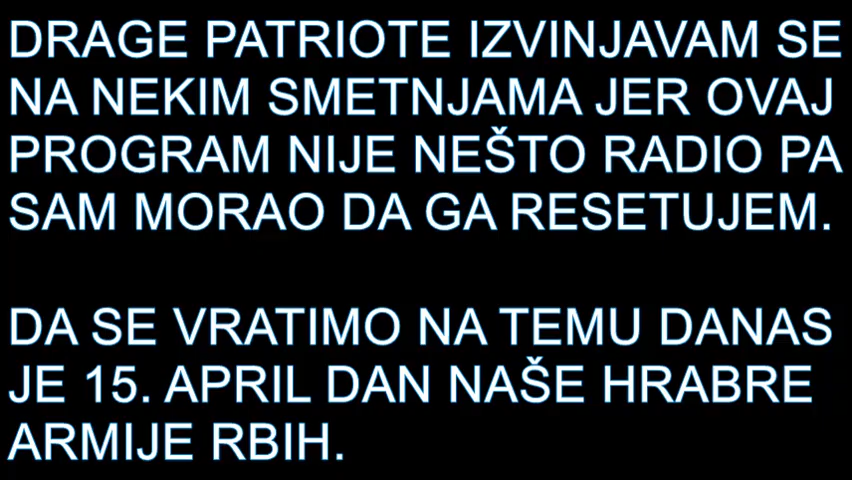 DRAGE PATRIOTE IZVINJAVAM SE
NA NEKIM SMETNJAMA JER OVAJ
PROGRAM NIJE NEŠTO RADIO PA
SAM MORAO DA GA RESETUJEM.
DA SE VRATIMO NA TEMU DANAS
JE 15. APRIL DAN NAŠE HRABRE
ARMIJE RBIH.